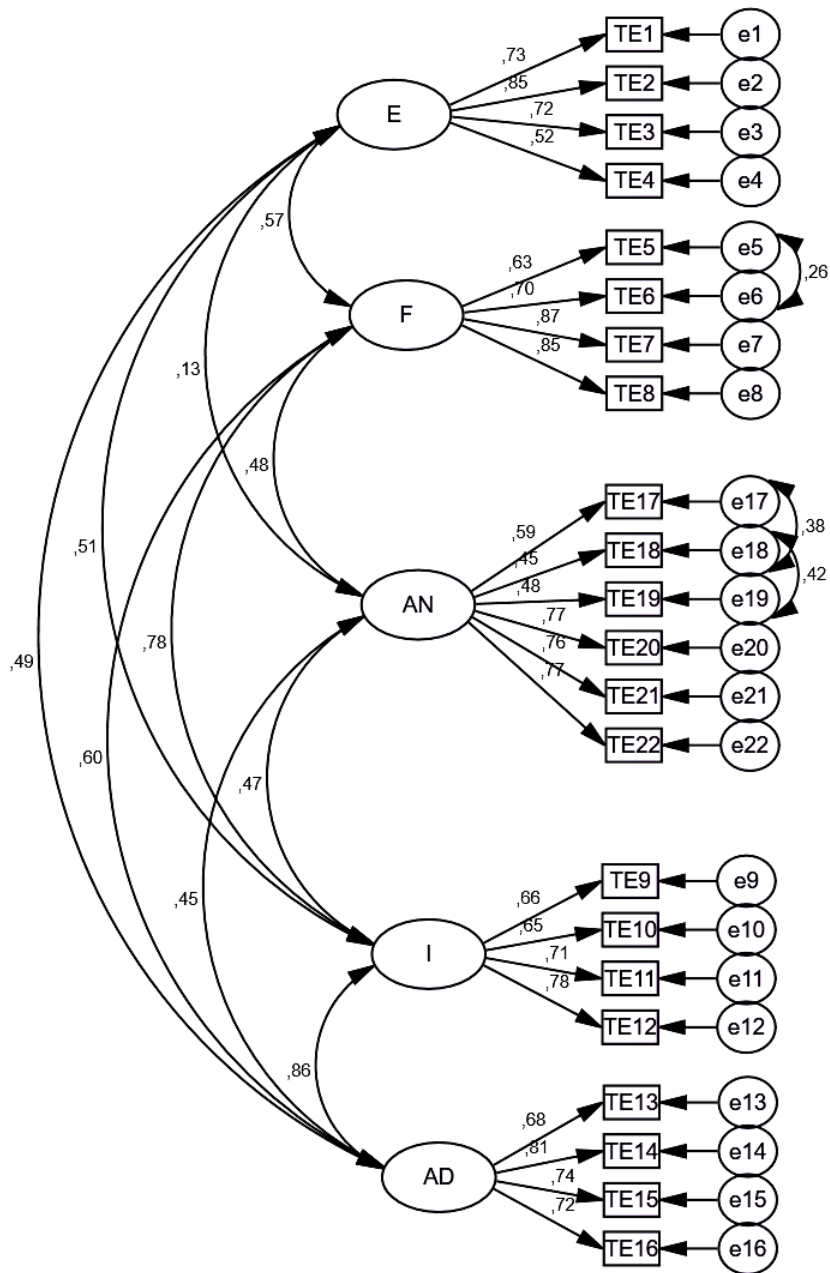 TE1 e1
,73
,85 TE2 e2
E
,72 TE3 e3
,52
TE4 e4
,57
,63 TE5 e5
,26
,70 TE6 e6
F
,87 TE7 e7
,85
TE8 e8
,13
,48
TE17 e17
,59 ,38
,45 TE18 e18
,48 ,42
AN TE19 e19
,77
TE20 e20
,76
,77 TE21 e21
TE22 e22
,51
,78
,49
,60
,47
,45
TE9 e9
,66
,65 TE10 e10
I
,71 TE11 e11
,78
TE12 e12
,86
TE13 e13
,68
,81 TE14 e14
AD
,74 TE15 e15
,72
TE16 e16